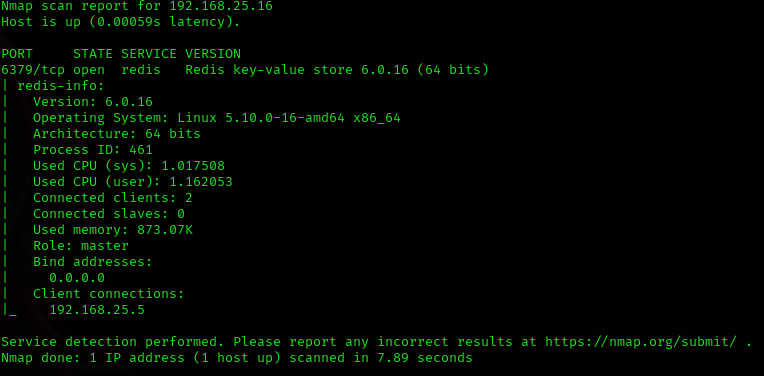 Nmap scan report for 192.168.25.16
Host is up (0.00059s latency).
PORT     STATE SERVICE VERSION
6379/tcp open  redis   Redis key-value store 6.0.16 (64 bits)
| redis-info:
|   Version: 6.0.16
|   Operating System: Linux 5.10.0-16-amd64 x86_64
|   Architecture: 64 bits
|   Process ID: 461
|   Used CPU (sys): 1.017508
|   Used CPU (user): 1.162053
|   Connected clients: 2
|   Connected slaves: 0
|   Used memory: 873.07K
|   Role: master
|   Bind addresses:
|     0.0.0.0
|   Client connections:
|_    192.168.25.5
Service detection performed. Please report any incorrect results at https://nmap.org/submit/ .
Nmap done: 1 IP address (1 host up) scanned in 7.89 seconds